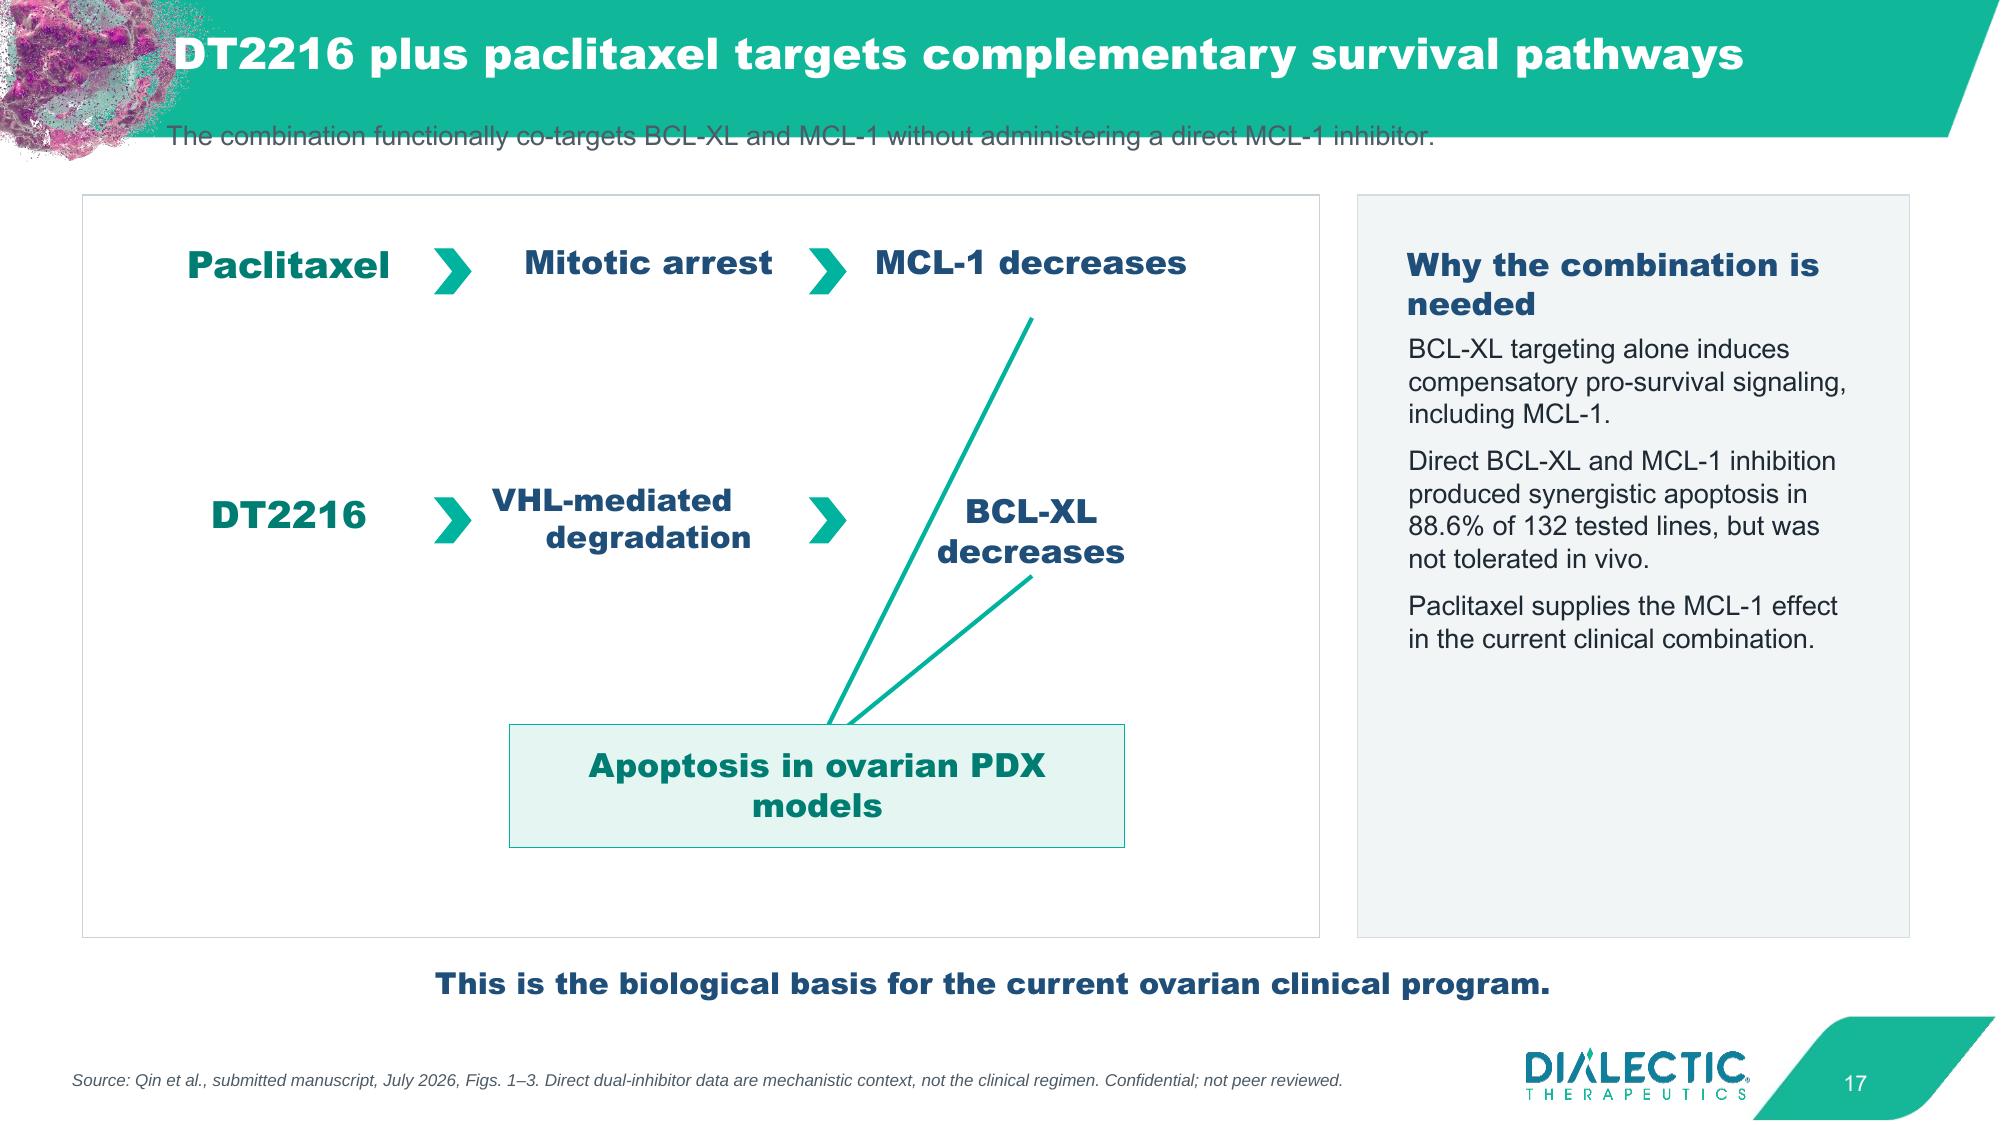 DT2216 plus paclitaxel targets complementary survival pathways
The combination functionally co-targets BCL-XL and MCL-1 without administering a direct MCL-1 inhibitor.
Paclitaxel
Mitotic arrest
MCL-1 decreases
DT2216
VHL-mediated
degradation
BCL-XL
decreases
Apoptosis in ovarian PDX
models
Why the combination is
needed
BCL-XL targeting alone induces
compensatory pro-survival signaling,
including MCL-1.
Direct BCL-XL and MCL-1 inhibition
produced synergistic apoptosis in
88.6% of 132 tested lines, but was
not tolerated in vivo.
Paclitaxel supplies the MCL-1 effect
in the current clinical combination.
This is the biological basis for the current ovarian clinical program.
Source: Qin et al., submitted manuscript, July 2026, Figs. 1–3. Direct dual-inhibitor data are mechanistic context, not the clinical regimen. Confidential; not peer reviewed.
DIALECTIC®
THERAPEUTICS
17